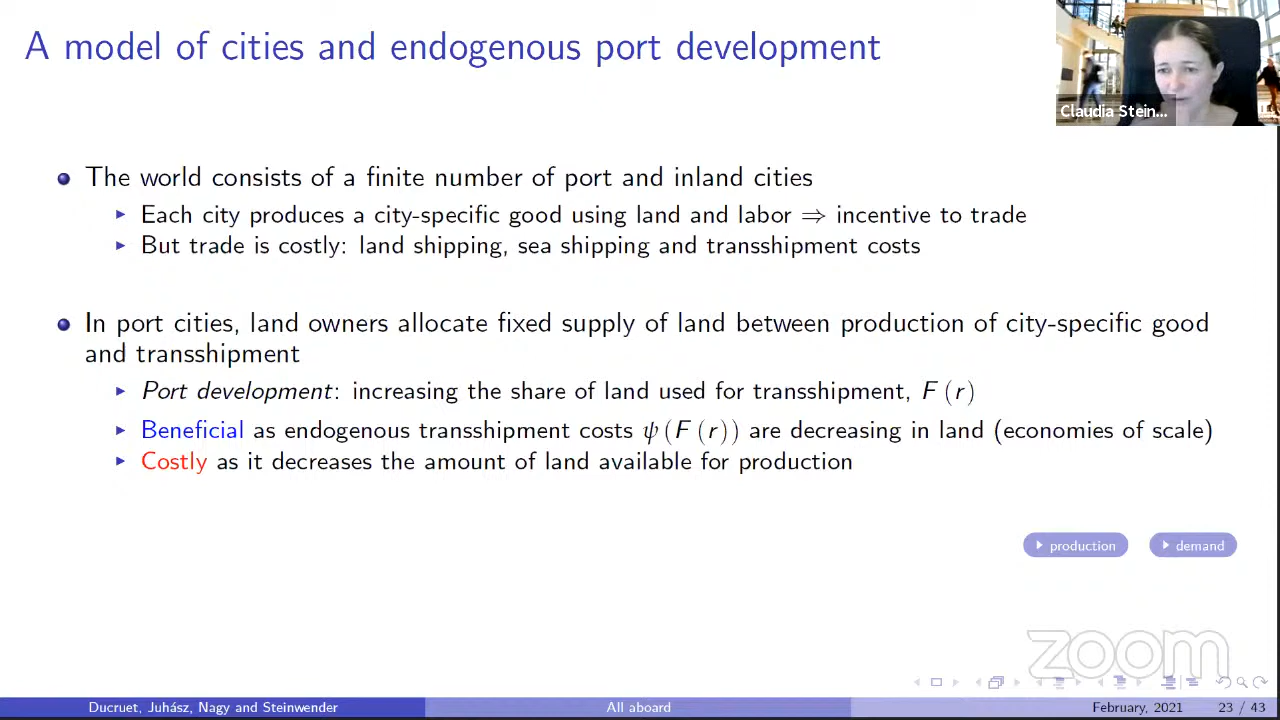 A model of cities and endogenous port development
Claudia Stein...
The world consists of a finite number of port and inland cities
Each city produces a city-specific good using land and labor ⇒ incentive to trade
But trade is costly: land shipping, sea shipping and transshipment costs
In port cities, land owners allocate fixed supply of land between production of city-specific good
and transshipment
Port development: increasing the share of land used for transshipment, F (r)
Beneficial as endogenous transshipment costs ψ (F (r)) are decreasing in land (economies of scale)
Costly as it decreases the amount of land available for production
production
demand
zoom
Ducruet, Juhász, Nagy and Steinwender
All aboard
February, 2021
23 / 43